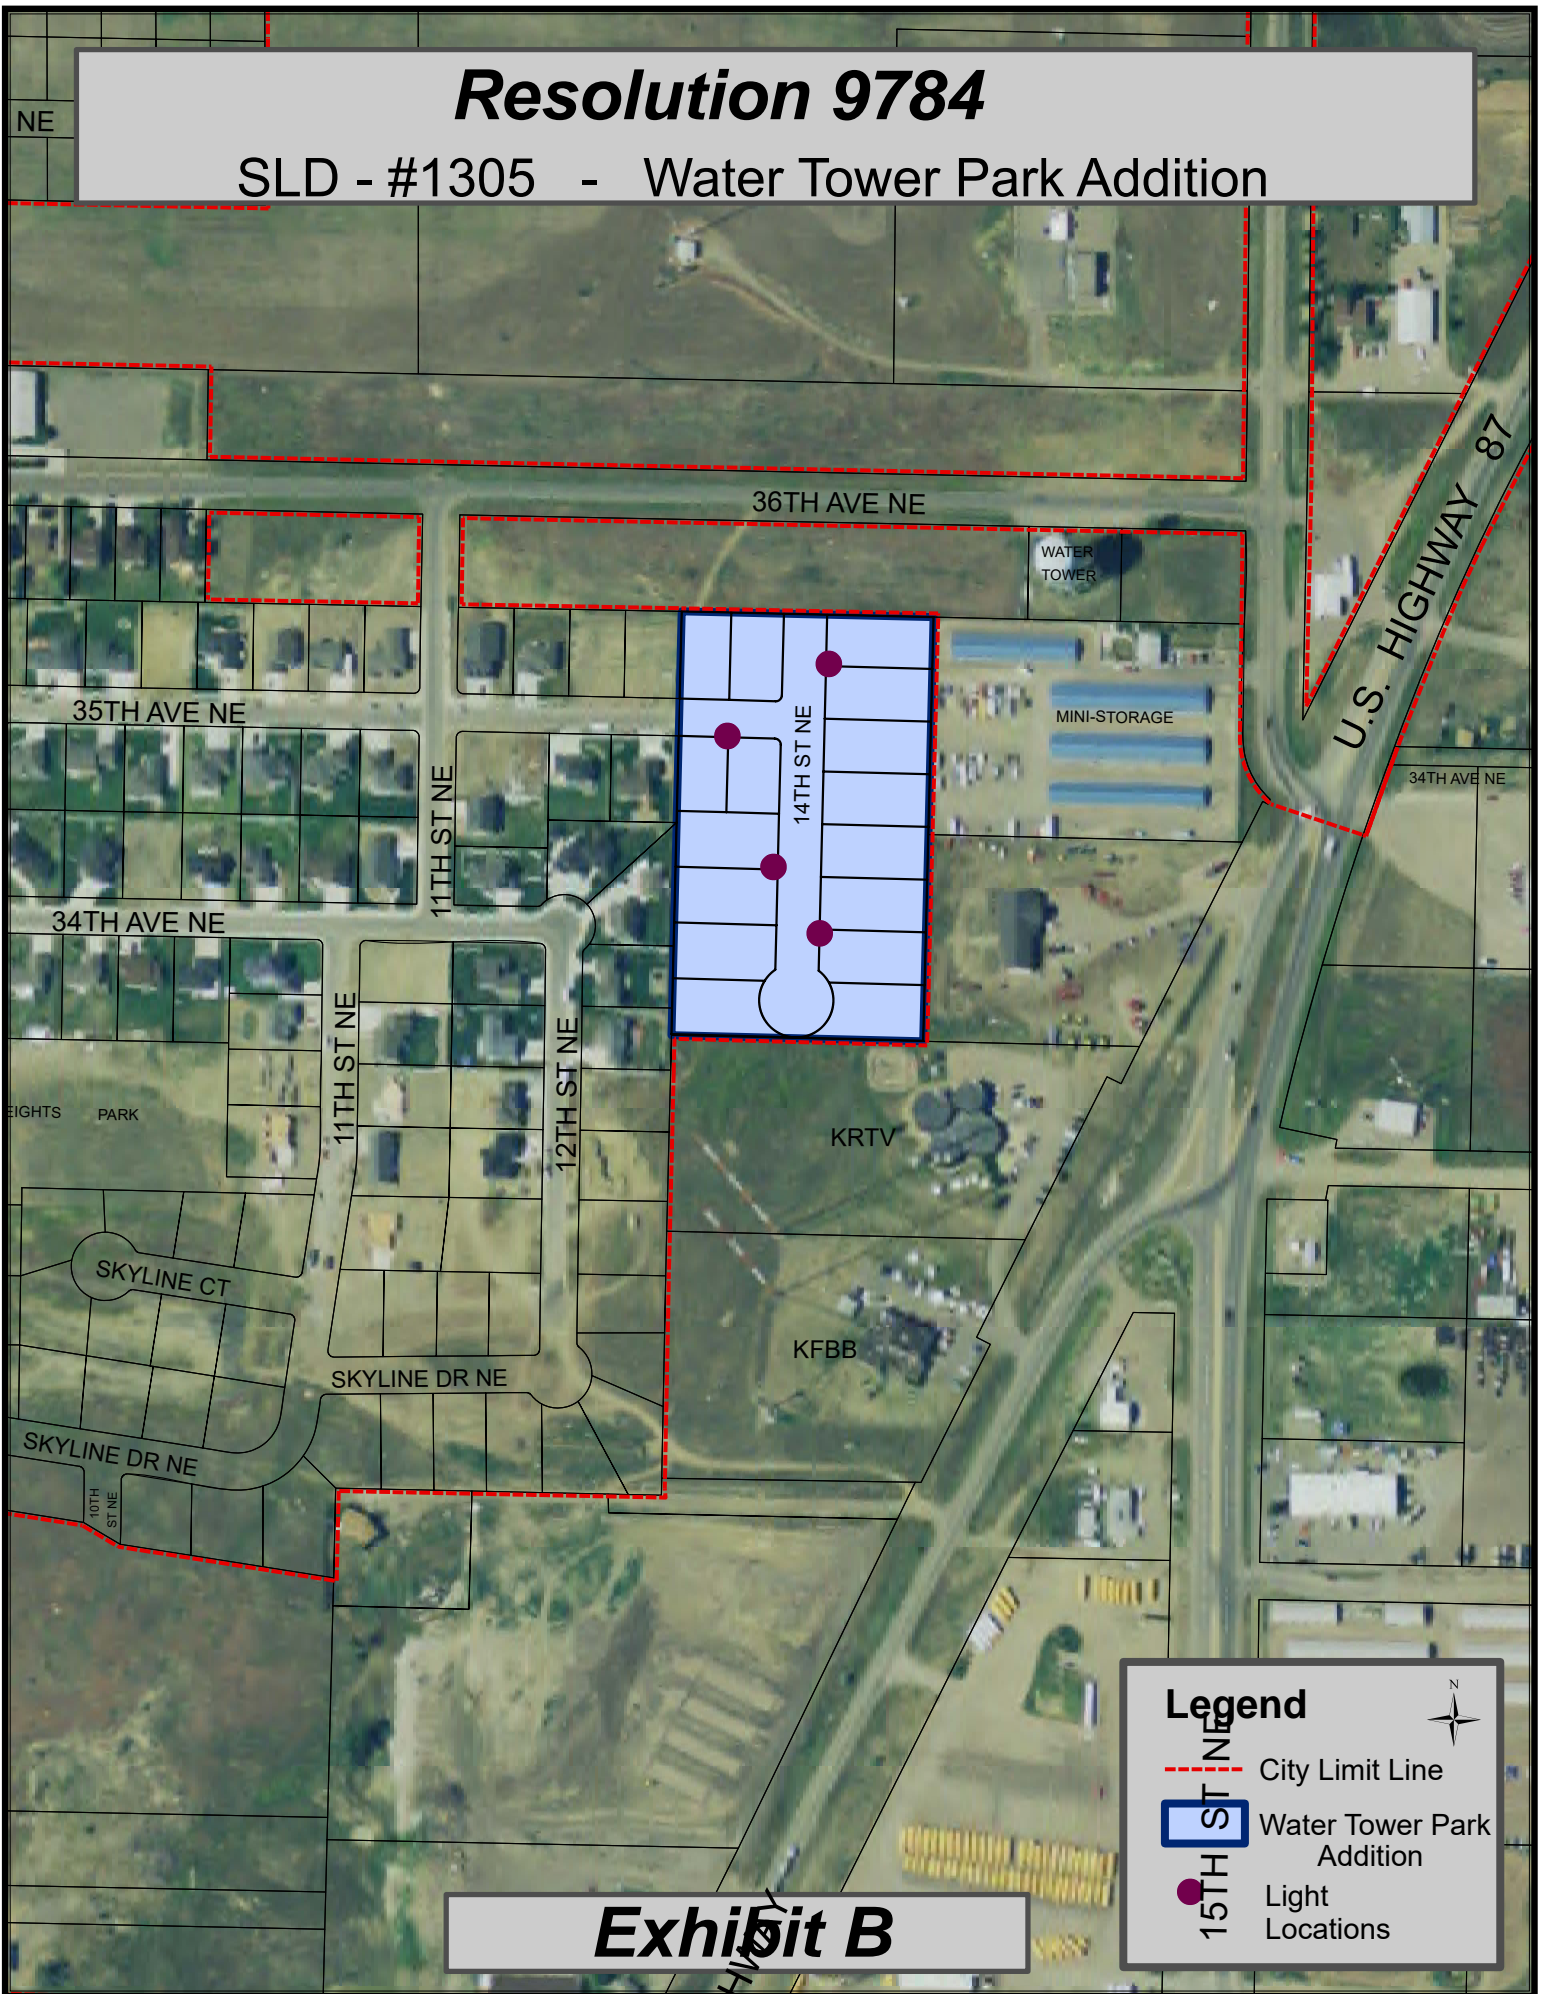 Resolution 9784
SLD - #1305 - Water Tower Park Addition
NE
87
36TH AVE NE
U.S. HIGHWAY
WATER
TOWER
35TH AVE NE
14TH ST NE
MINI-STORAGE
11TH ST NE
34TH AVE NE
34TH AVE NE
11TH ST NE
12TH ST NE
EIGHTS PARK
KRTV
SKYLINE CT
KFBB
SKYLINE DR NE
SKYLINE DR NE
10TH
ST NE
Legend
N
City Limit Line
Water Tower Park
Addition
Light
Locations
15TH ST NE
Exhibit B
HWAY